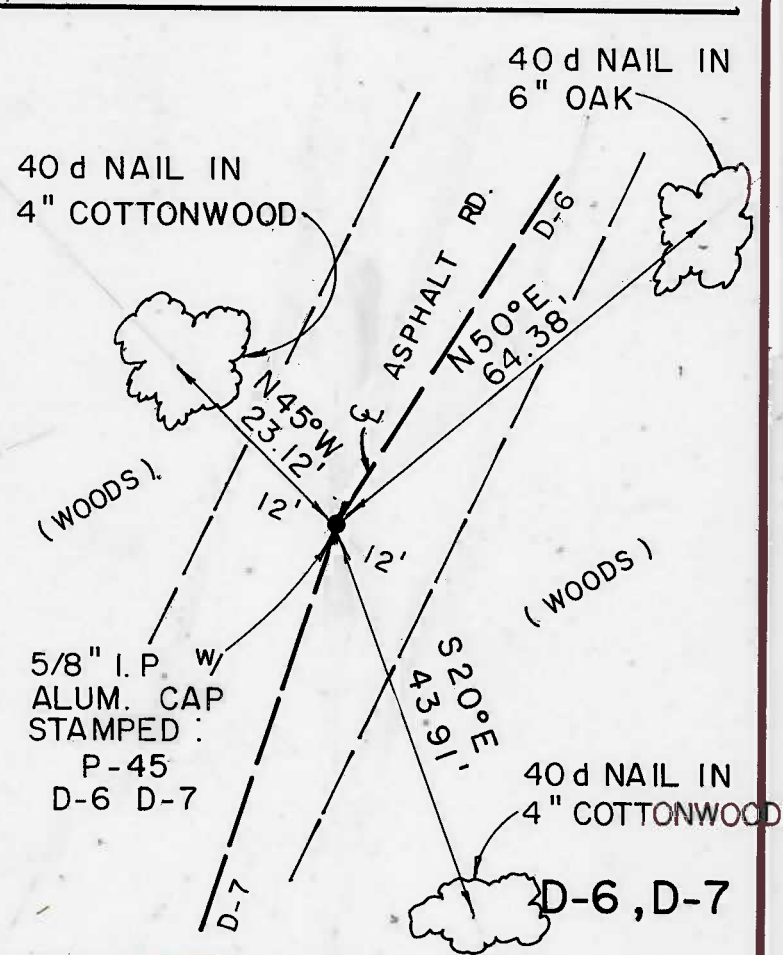 40 d NAIL IN
6" OAK
40 d NAIL IN
4" COTTONWOOD
ASPHALT RD.
D-6
N50°E
64.38'
N45°W
23.12'
3'
(WOODS)
12'
12'
(WOODS)
5/8" I.P. W/
ALUM. CAP
STAMPED :
P-45
D-6 D-7
S20°E
43.91'
40 d NAIL IN
4" COTTONWOOD
D-7
D-6, D-7